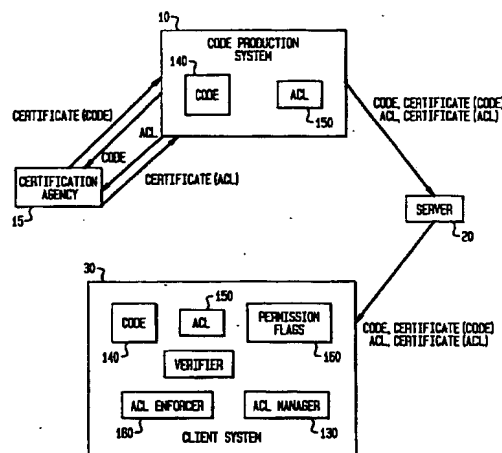 10
CODE PRODUCTION
SYSTEM
140
CODE
ACL
150
CERTIFICATE (CODE)
CODE
ACL
CERTIFICATE (ACL)
CERTIFICATION
AGENCY
15
CODE, CERTIFICATE (CODE)
ACL, CERTIFICATE (ACL)
SERVER
20
30
CODE, CERTIFICATE (CODE)
ACL, CERTIFICATE (ACL)
150
CODE
140
ACL
PERMISSION
FLAGS
160
VERIFIER
ACL ENFORCER
180
ACL MANAGER
130
CLIENT SYSTEM